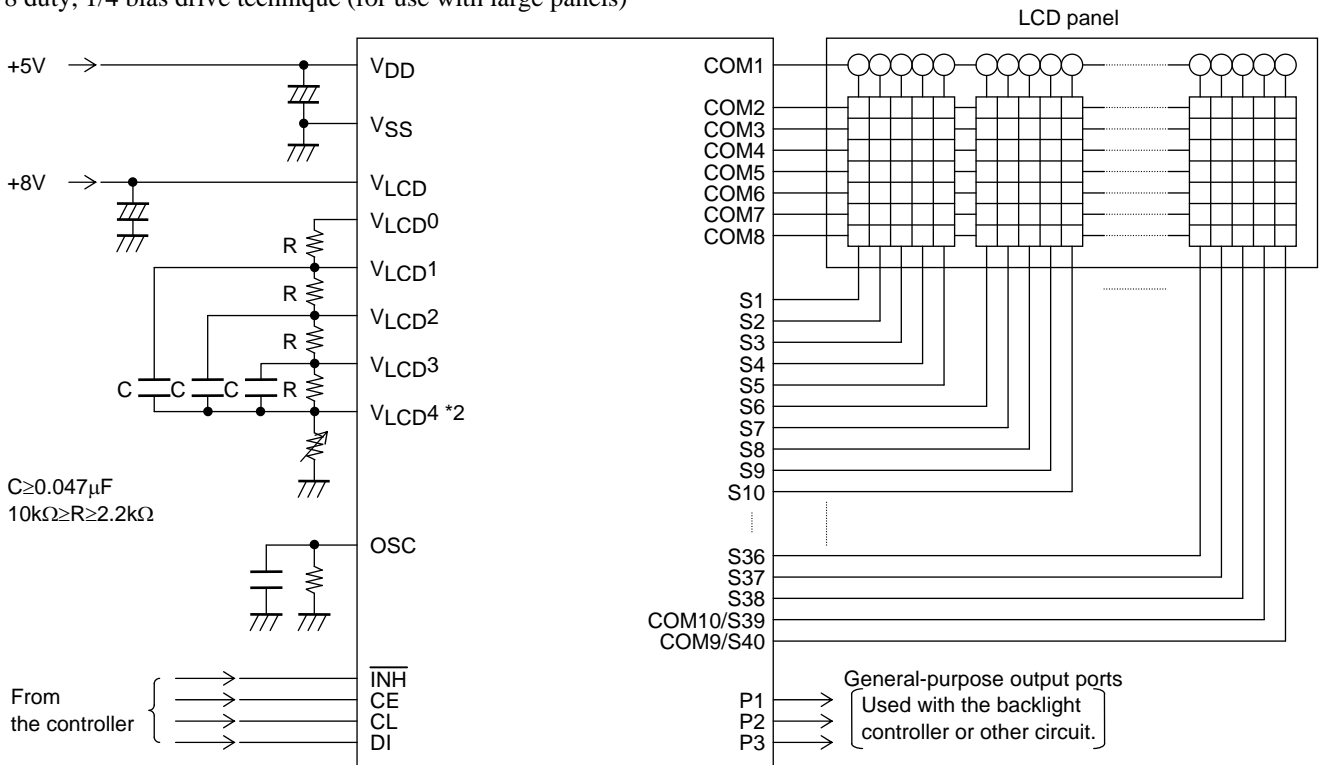 8 duty, 1/4 bias drive technique (for use with large panels)
LCD panel
+5V
VDD
VSS
+8V
VLCD
VLCD0
R
VLCD1
R
VLCD2
R
VLCD3
C
C
C
R
VLCD4 *2
C≥0.047μF
10kΩ≥R≥2.2kΩ
OSC
From
the controller
INH
CE
CL
DI
COM1
COM2
COM3
COM4
COM5
COM6
COM7
COM8
S1
S2
S3
S4
S5
S6
S7
S8
S9
S10
S36
S37
S38
COM10/S39
COM9/S40
P1
P2
P3
General-purpose output ports
Used with the backlight
controller or other circuit.